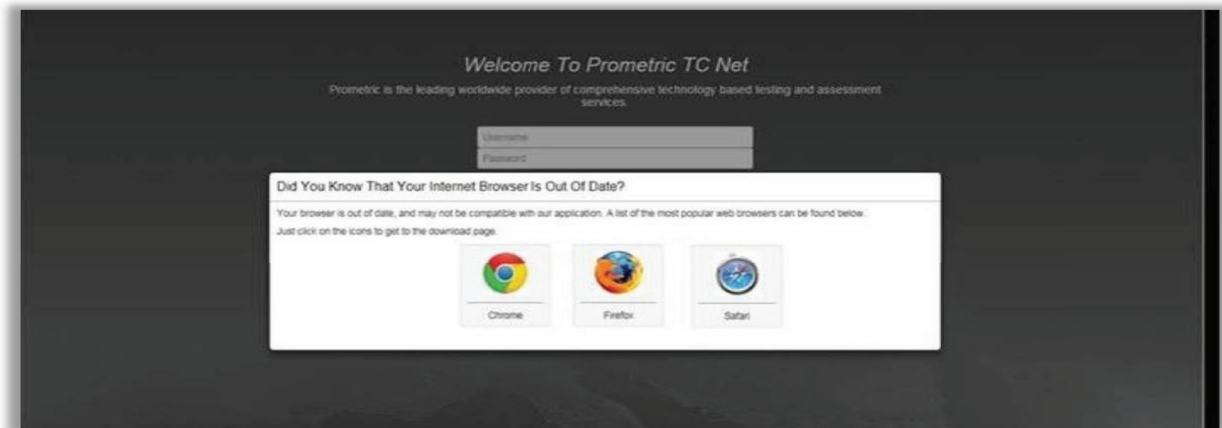 Welcome To Prometric TC Net
Prometric is the leading worldwide provider of comprehensive technology based testing and assessment
services.
Username
Password
Did You Know That Your Internet Browser Is Out Of Date?
Your browser is out of date, and may not be compatible with our application. A list of the most popular web browsers can be found below.
Just click on the icons to get to the download page.
Chrome Firefox Safari